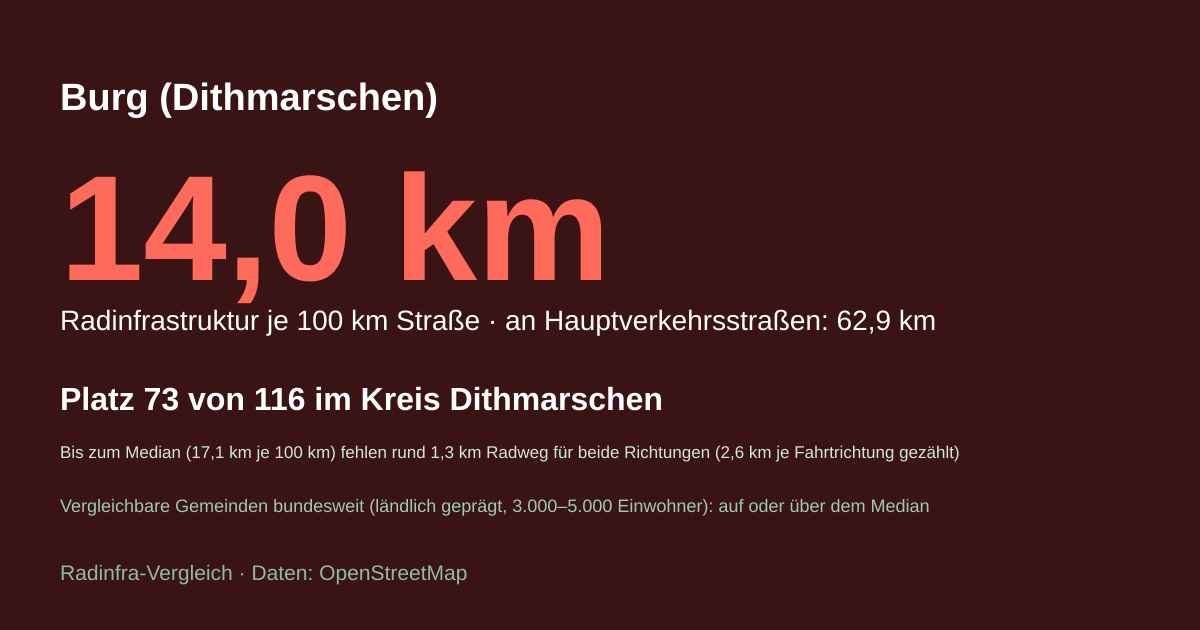 Burg (Dithmarschen)
14,0 km
Radinfrastruktur je 100 km Straße · an Hauptverkehrsstraßen: 62,9 km
Platz 73 von 116 im Kreis Dithmarschen
Bis zum Median (17,1 km je 100 km) fehlen rund 1,3 km Radweg für beide Richtungen (2,6 km je Fahrtrichtung gezählt)
Vergleichbare Gemeinden bundesweit (ländlich geprägt, 3.000–5.000 Einwohner): auf oder über dem Median
Radinfra-Vergleich · Daten: OpenStreetMap